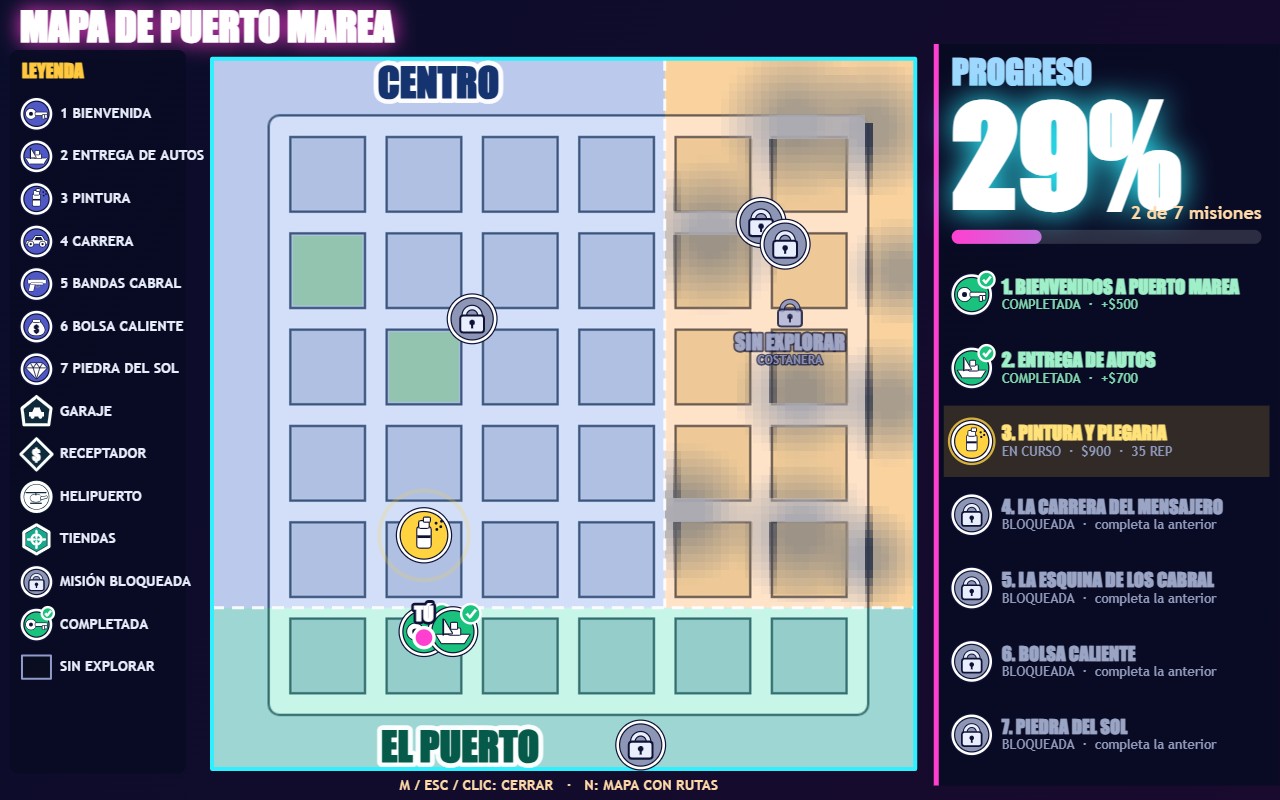 MAPA DE PUERTO MAREA
LEYENDA
1 BIENVENIDA
2 ENTREGA DE AUTOS
3 PINTURA
4 CARRERA
5 BANDAS CABRAL
6 BOLSA CALIENTE
7 PIEDRA DEL SOL
GARAJE
RECEPTADOR
HELIPUERTO
TIENDAS
MISIÓN BLOQUEADA
COMPLETADA
SIN EXPLORAR
CENTRO
SIN EXPLORAR
COSTANERA
TÚ
EL PUERTO
M / ESC / CLIC: CERRAR · N: MAPA CON RUTAS
PROGRESO
29%
2 de 7 misiones
1. BIENVENIDOS A PUERTO MAREA
COMPLETADA · +$500
2. ENTREGA DE AUTOS
COMPLETADA · +$700
3. PINTURA Y PLEGARIA
EN CURSO · $900 · 35 REP
4. LA CARRERA DEL MENSAJERO
BLOQUEADA · completa la anterior
5. LA ESQUINA DE LOS CABRAL
BLOQUEADA · completa la anterior
6. BOLSA CALIENTE
BLOQUEADA · completa la anterior
7. PIEDRA DEL SOL
BLOQUEADA · completa la anterior